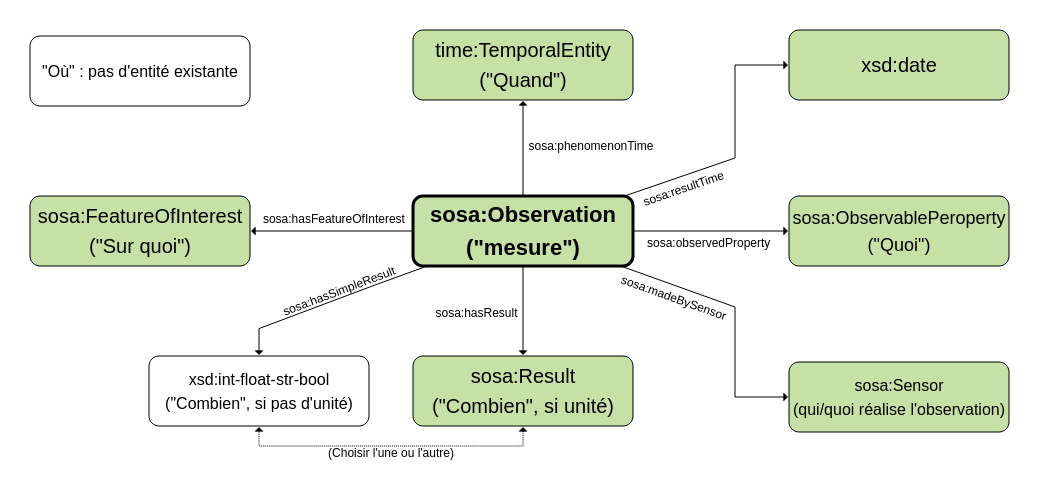 "Où" : pas d'entité existante
time:TemporalEntity
("Quand")
xsd:date
sosa:phenomenonTime
sosa:resultTime
sosa:FeatureOfInterest
("Sur quoi")
sosa:hasFeatureOfInterest
sosa:Observation
("mesure")
sosa:observedProperty
sosa:ObservablePeroperty
("Quoi")
sosa:hasSimpleResult
sosa:hasResult
sosa:madeBySensor
xsd:int-float-str-bool
("Combien", si pas d'unité)
sosa:Result
("Combien", si unité)
sosa:Sensor
(qui/quoi réalise l'observation)
(Choisir l'une ou l'autre)